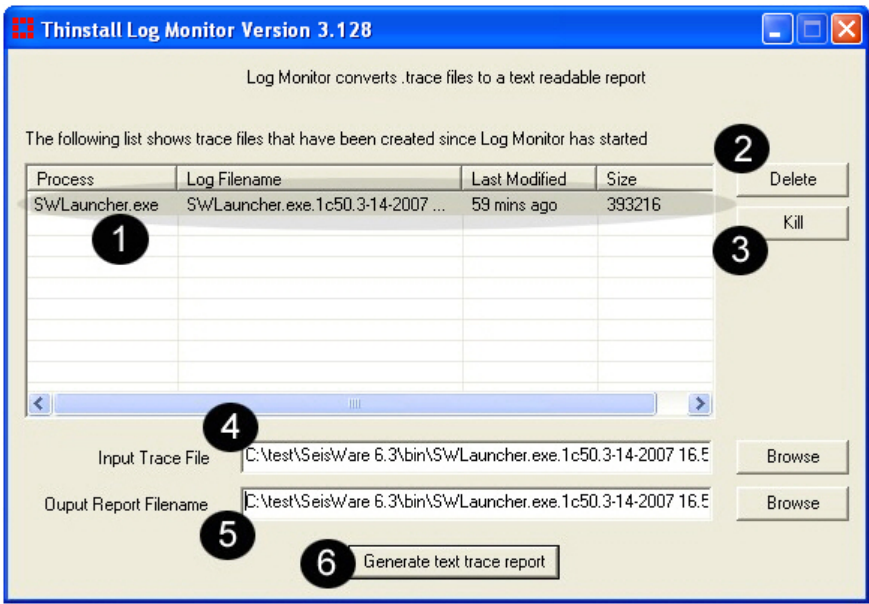 Thinstall Log Monitor Version 3.128
Log Monitor converts .trace files to a text readable report
The following list shows trace files that have been created since Log Monitor has started
2
Process Log Filename Last Modified Size Delete
SWLauncher.exe SWLauncher.exe.1c50.3-14-2007 ... 59 mins ago 393216
Kill
1
3
4
Input Trace File C:\test\SeisWare 6.3\bin\SWLauncher.exe.1c50.3-14-2007 16.5 Browse
Ouput Report Filename C:\test\SeisWare 6.3\bin\SWLauncher.exe.1c50.3-14-2007 16.5 Browse
5
6 Generate text trace report